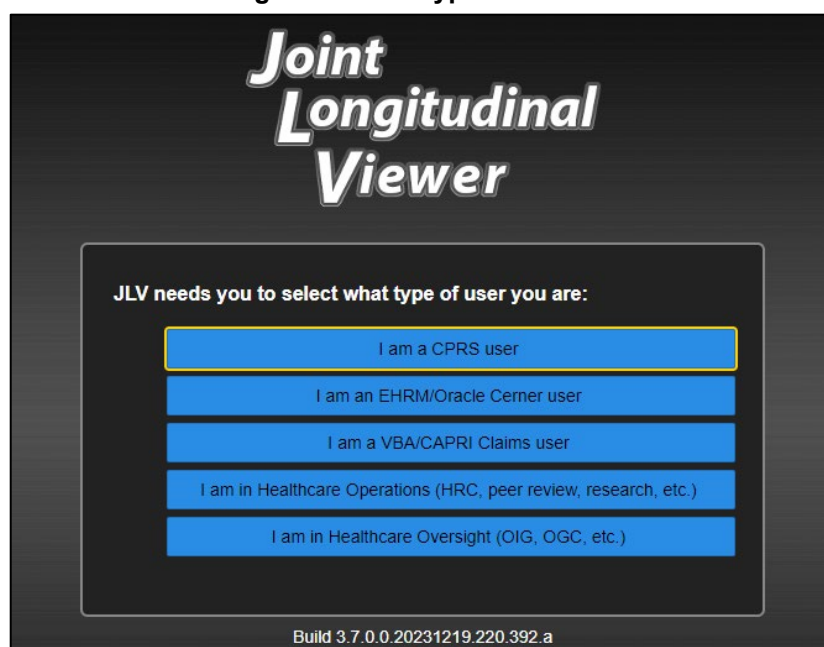 Joint
Longitudinal
Viewer
JLV needs you to select what type of user you are:
I am a CPRS user
I am an EHRM/Oracle Cerner user
I am a VBA/CAPRI Claims user
I am in Healthcare Operations (HRC, peer review, research, etc.)
I am in Healthcare Oversight (OIG, OGC, etc.)
Build 3.7.0.0.20231219.220.392.a